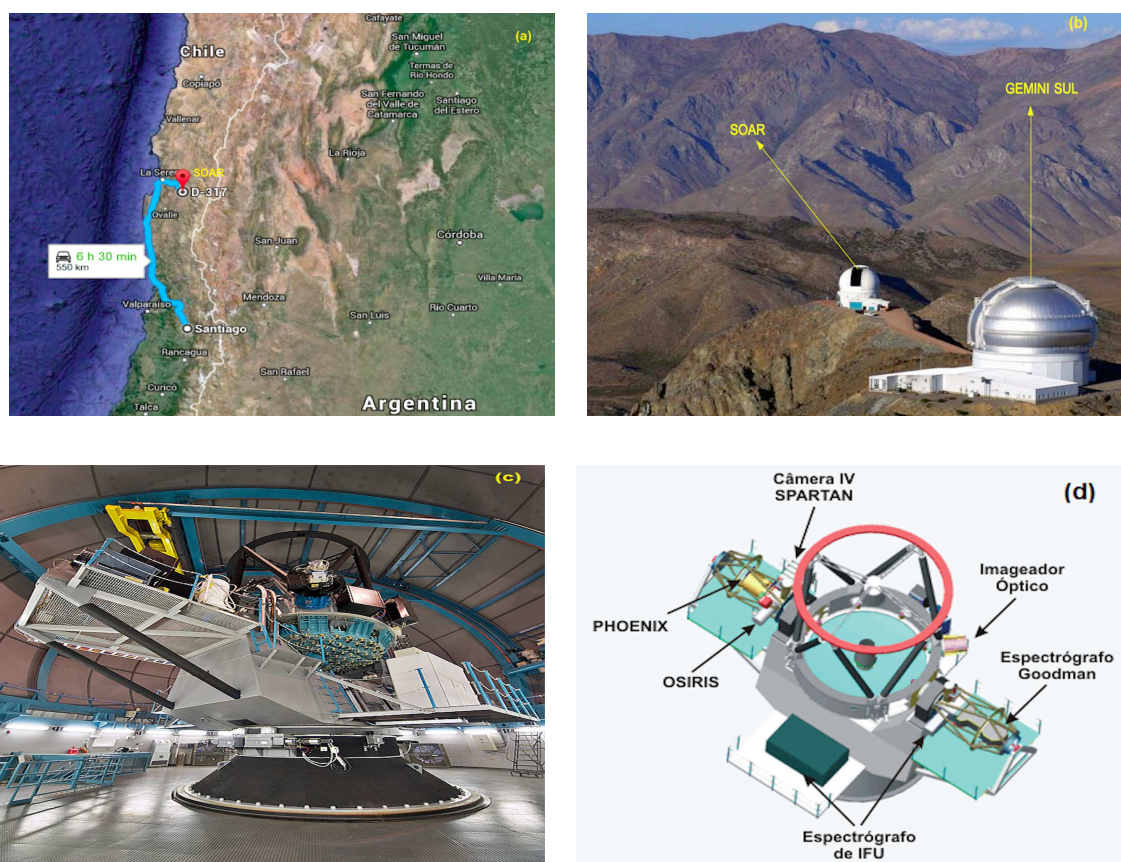 (a)
Cafayate
Chile
San Miguel
de Tucumán
Termas de
Río Hondo
Copiapó
San Fernando
del Valle de
Catamarca
Santiago
del Estero
Vallenar
La Rioja
La Seren
SOAR
D-317
Ovalle
Córdoba
San Juan
6 h 30 min
550 km
Villa María
Mendoza
Valparaíso
Río Cuarto
San Luis
Santiago
Rancagua
San Rafael
Curicó
Talca
Argentina
(b)
GEMINI SUL
SOAR
(c)
(d)
Câmera IV
SPARTAN
Imageador
Óptico
PHOENIX
Espectrógrafo
Goodman
OSIRIS
Espectrógrafo
de IFU